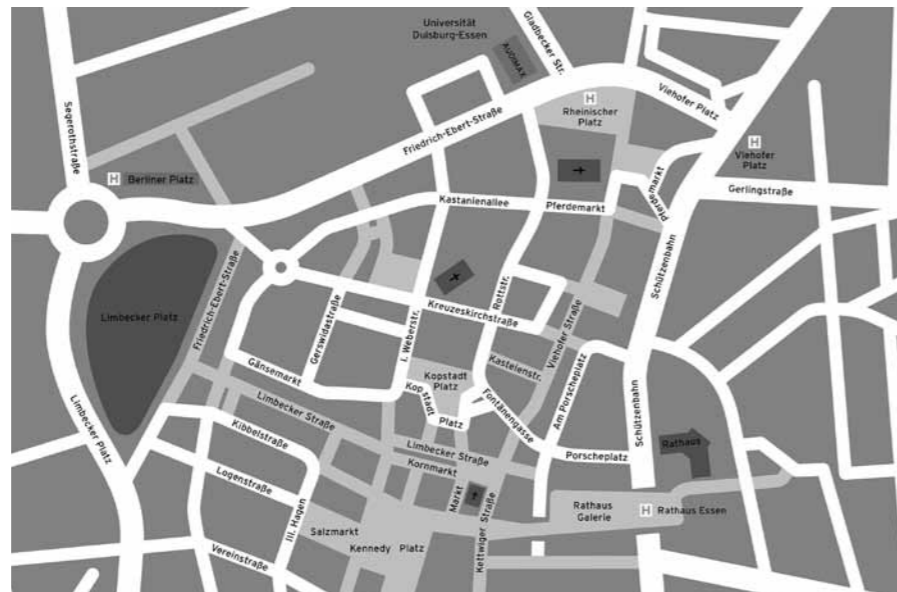 Universität
Duisburg-Essen
AUDIMAX
Gladbecker Str.
Segerothstraße
H
Rheinischer
Platz
Viehofer Platz
Friedrich-Ebert-Straße
H
Viehofer
Platz
H Berliner Platz
Pferdemarkt
Gerlingstraße
Kastanienallee
Pferdemarkt
Schützenbahn
Limbecker Platz
Friedrich-Ebert-Straße
Gerswidastraße
I. Weberstr.
Kreuzeskirchstraße
Rottstr.
Viehofer Straße
Gänsemarkt
Kopstadt
Platz
Kastelenstr.
Am Porscheplatz
Schützenbahn
Limbecker Platz
Limbecker Straße
Kopstadt
Platz
Fontänengasse
Kibbelstraße
Limbecker Straße
Kornmarkt
Porscheplatz
Rathaus
Logenstraße
Markt
III. Hagen
Salzmarkt
Kettwiger Straße
Rathaus
Galerie
H Rathaus Essen
Vereinstraße
Kennedy Platz